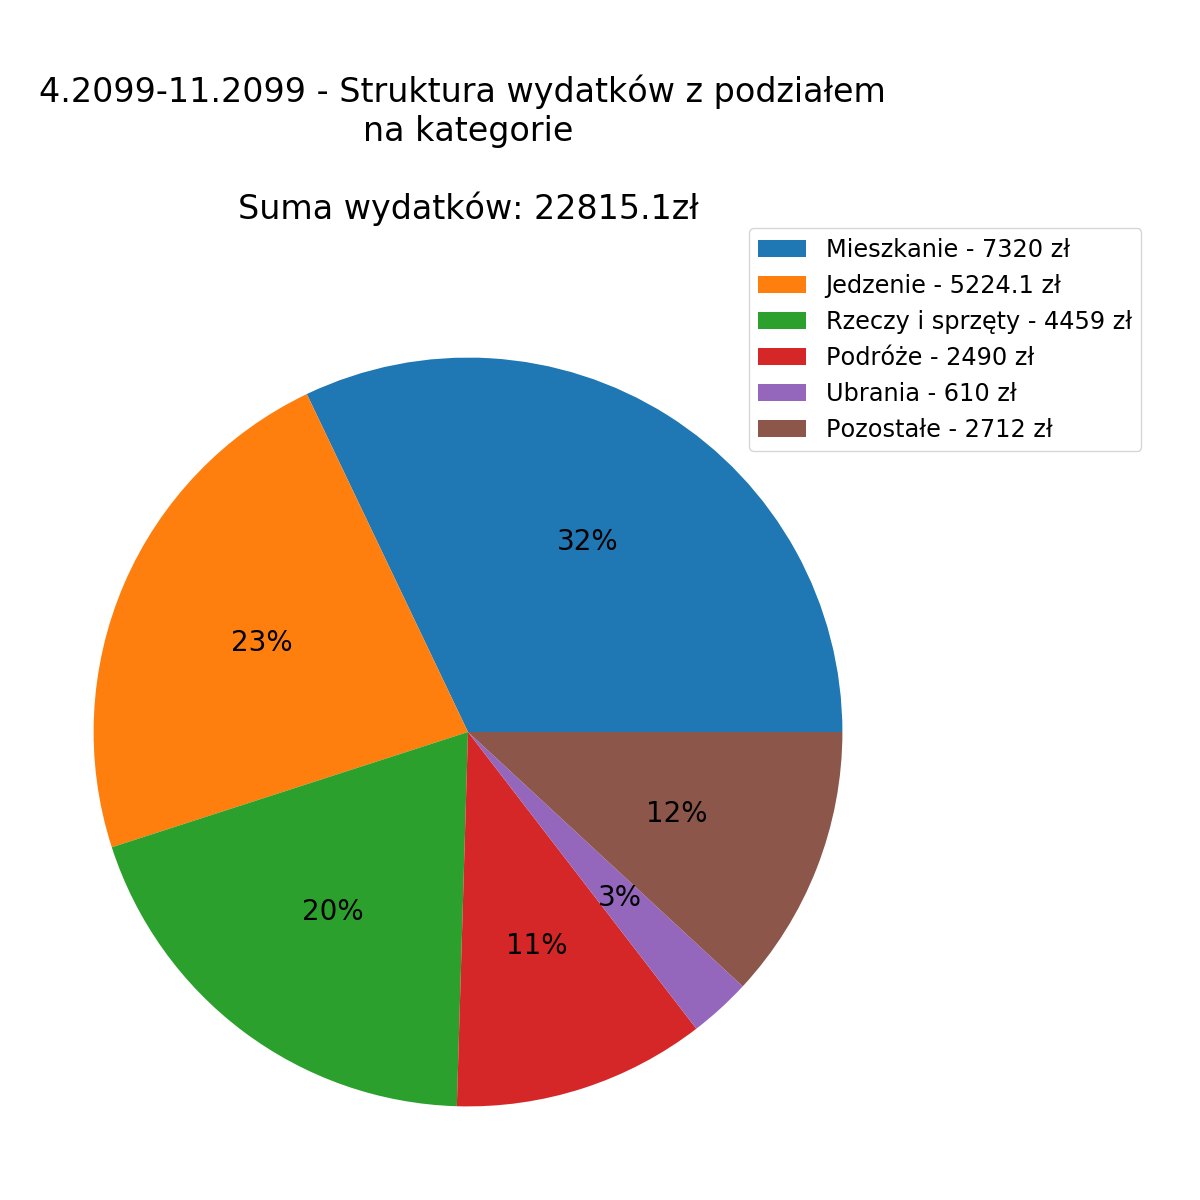 4.2099-11.2099 - Struktura wydatków z podziałem
na kategorie
Suma wydatków: 22815.1zł
Mieszkanie - 7320 zł
Jedzenie - 5224.1 zł
Rzeczy i sprzęty - 4459 zł
Podróże - 2490 zł
Ubrania - 610 zł
Pozostałe - 2712 zł
32%
23%
20%
11%
3%
12%